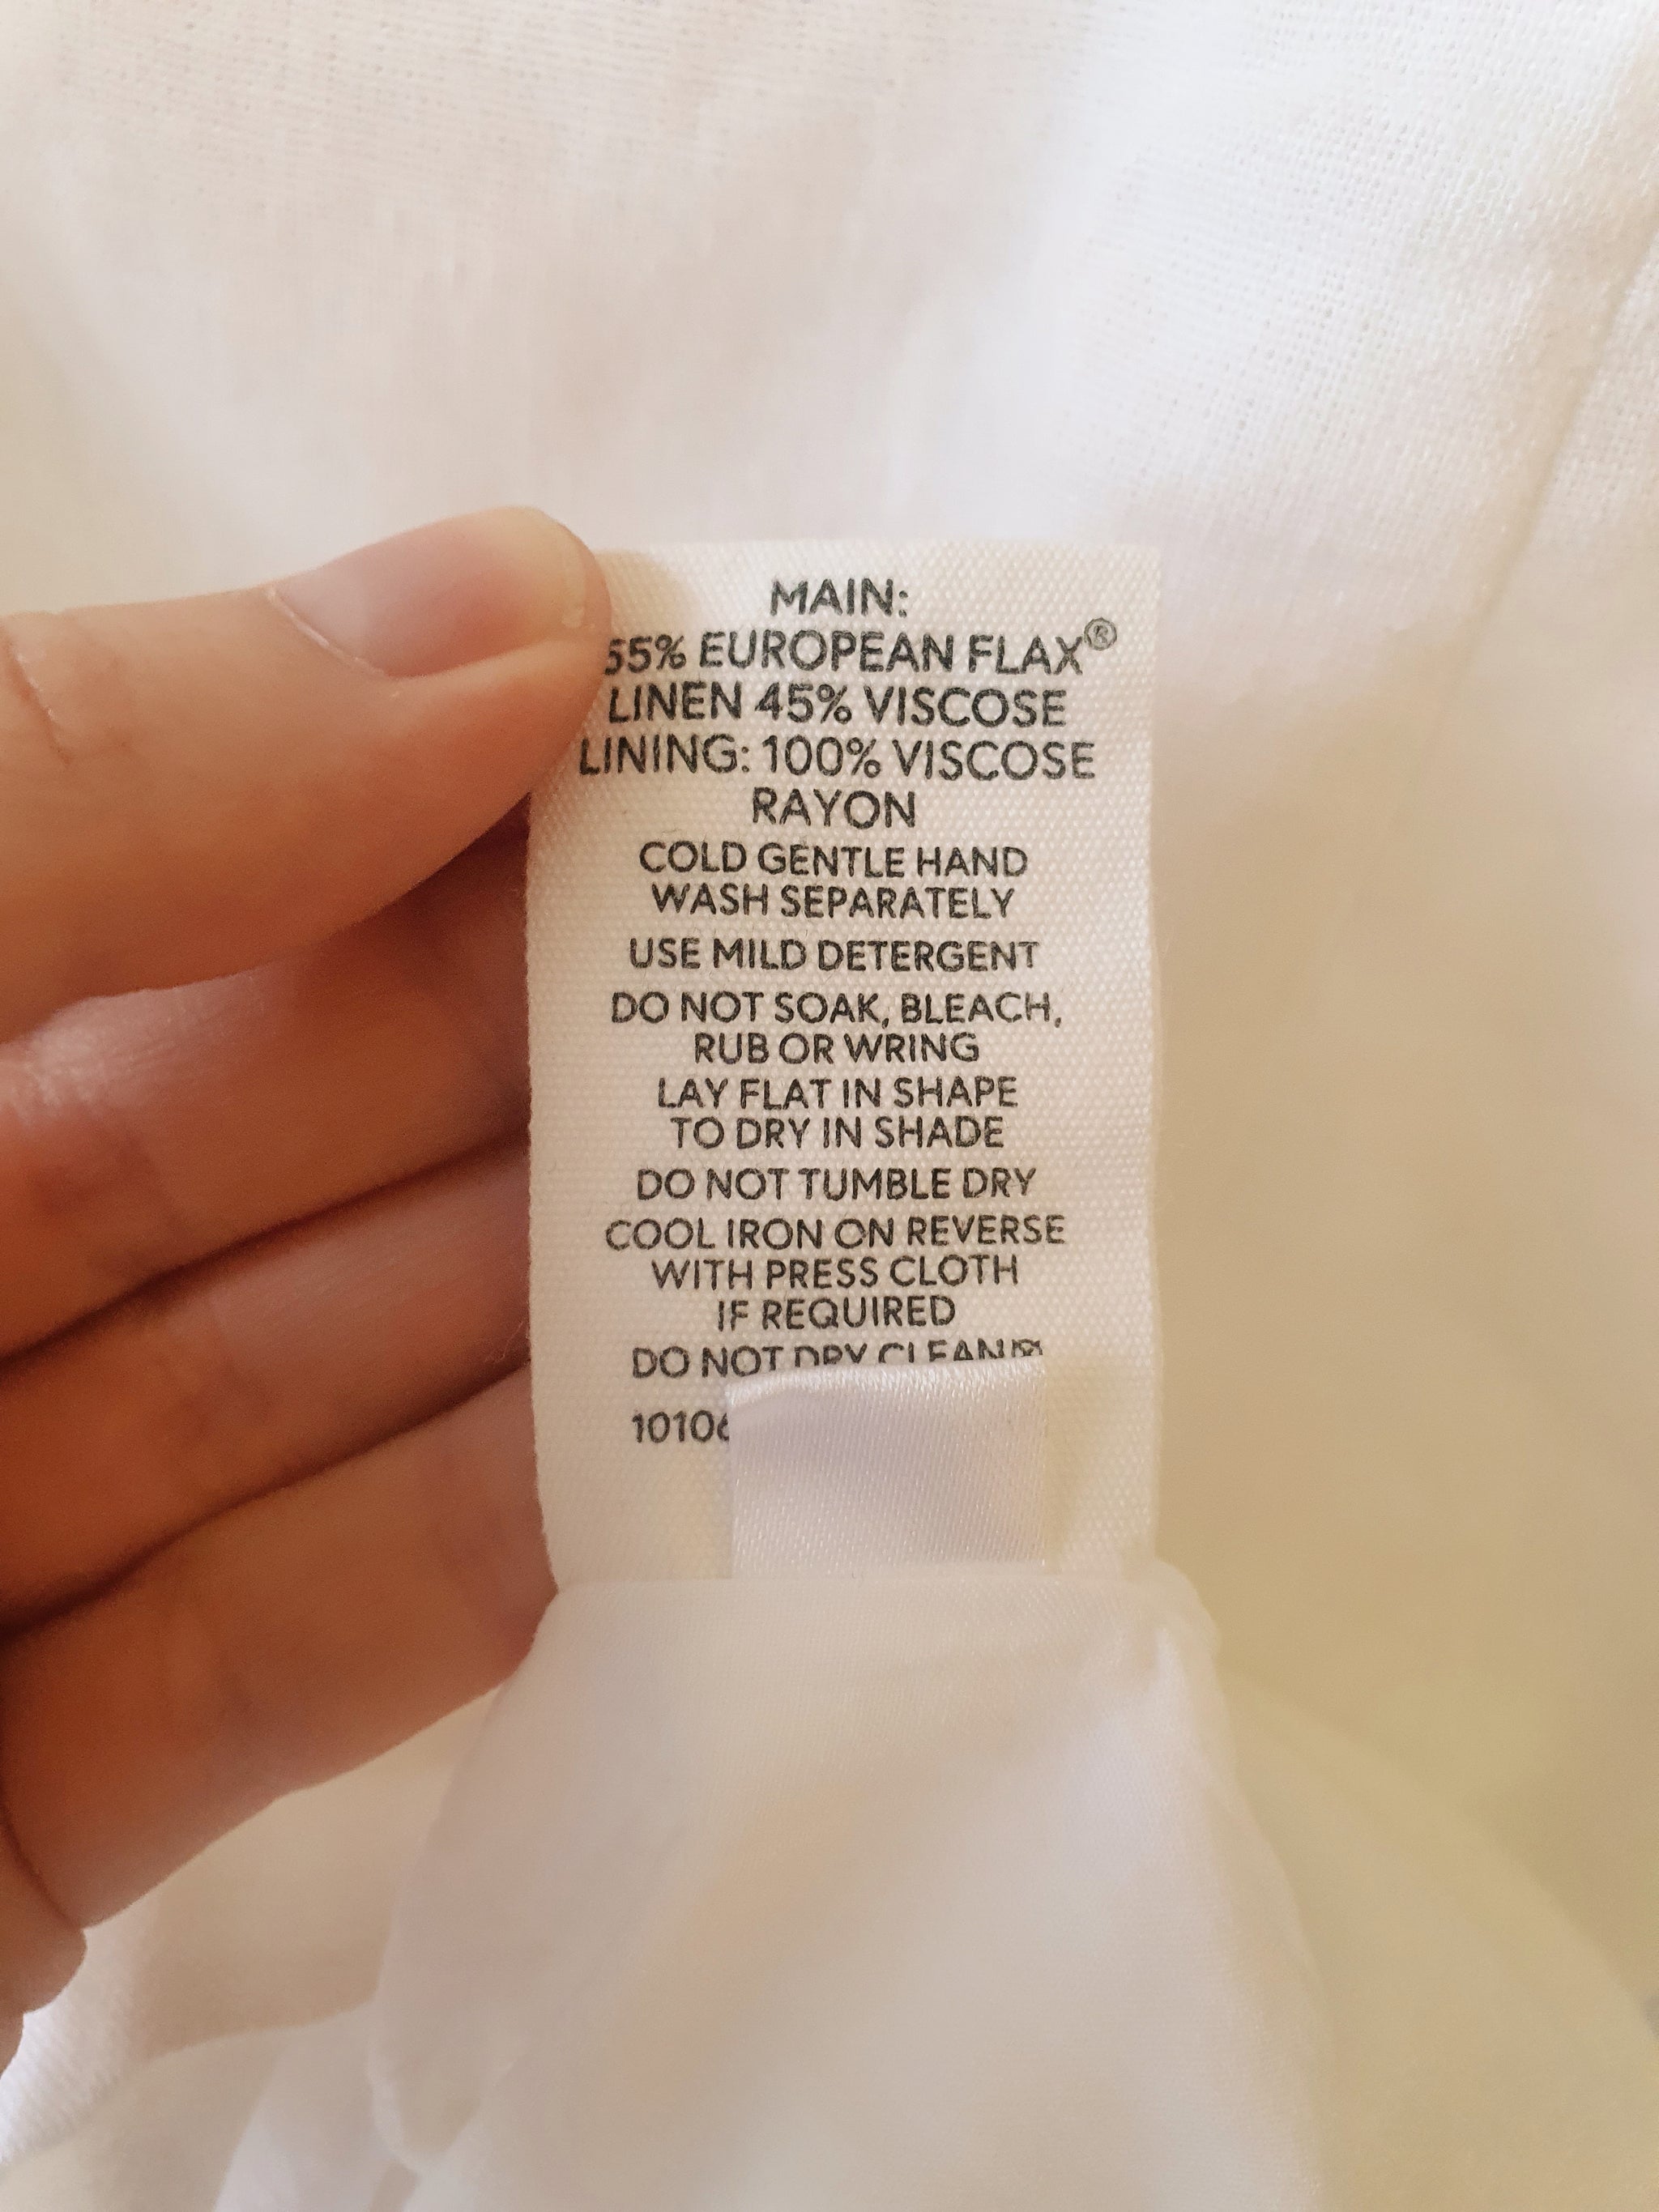 MAIN:
55% EUROPEAN FLAX®
LINEN 45% VISCOSE
LINING: 100% VISCOSE
RAYON
COLD GENTLE HAND
WASH SEPARATELY
USE MILD DETERGENT
DO NOT SOAK, BLEACH,
RUB OR WRING
LAY FLAT IN SHAPE
TO DRY IN SHADE
DO NOT TUMBLE DRY
COOL IRON ON REVERSE
WITH PRESS CLOTH
IF REQUIRED
DO NOT DRY CLEAN